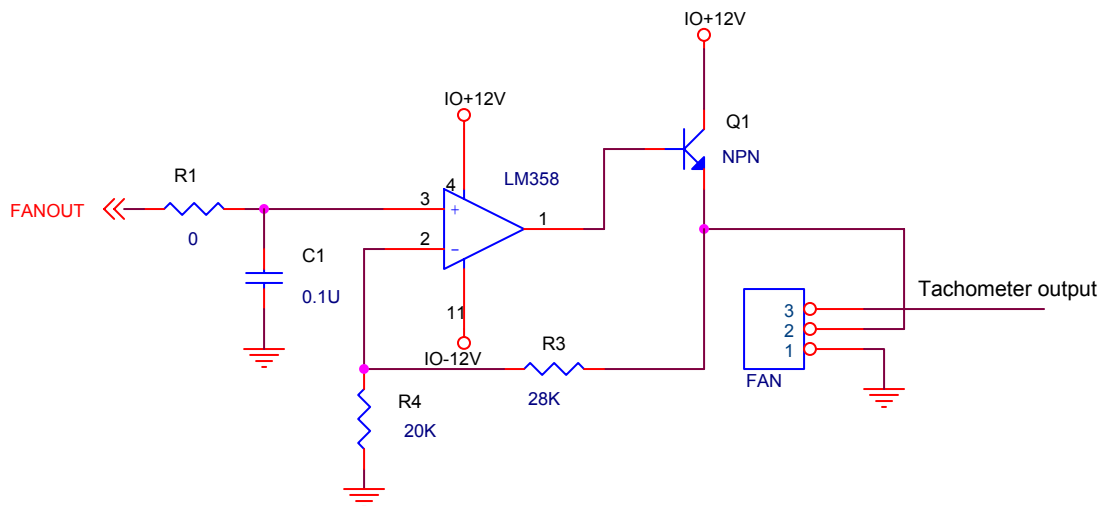 IO+12V
Q1
NPN
IO+12V
4
LM358
R1
3
+
1
FANOUT
0
2
−
C1
0.1U
11
IO-12V
R3
28K
R4
20K
Tachometer output
3
2
1
FAN